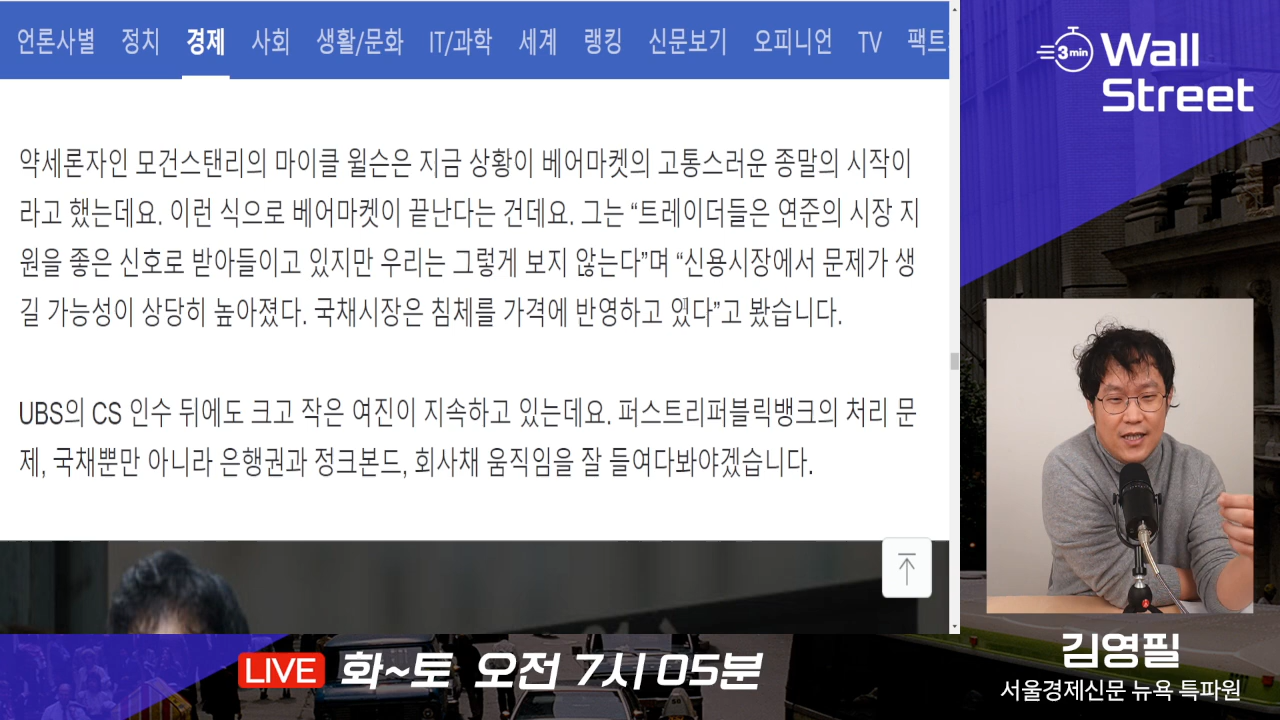 언론사별 정치 경제 사회 생활/문화 IT/과학 세계 랭킹 신문보기 오피니언 TV
약세론자인 모건스탠리의 마이클 윌슨은 지금 상황이 베어마켓의 고통스러운 종말의 시작이
라고 했는데요. 이런 식으로 베어마켓이 끝난다는 건데요. 그는 “트레이더들은 연준의 시장 지
원을 좋은 신호로 받아들이고 있지만 우리는 그렇게 보지 않는다”며 “신용시장에서 문제가 생
길 가능성이 상당히 높아졌다. 국채시장은 침체를 가격에 반영하고 있다”고 봤습니다.
UBS의 CS 인수 뒤에도 크고 작은 여진이 지속하고 있는데요. 퍼스트리퍼블릭뱅크의 처리 문
제, 국채뿐만 아니라 은행권과 정크본드, 회사채 움직임을 잘 들여다봐야겠습니다.
3min Wall
Street
김영필
서울경제신문 뉴욕 특파원
LIVE 화~토 오전 7시 05분